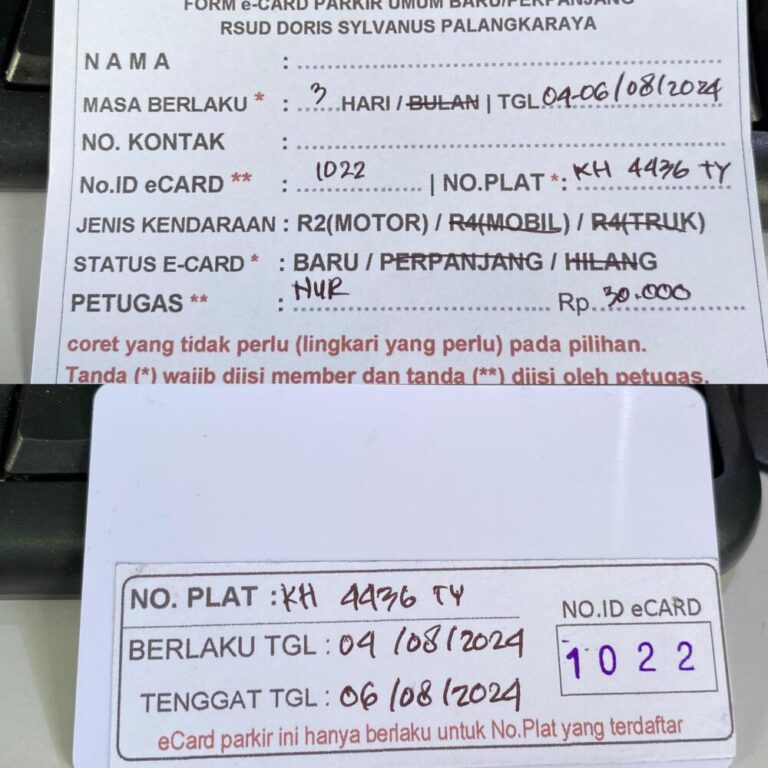 FORM e-CARD PARKIR UMUM BARU/PERPANJANG
RSUD DORIS SYLVANUS PALANGKARAYA
NAMA :
MASA BERLAKU * : 3 HARI / BULAN | TGL 04-06/08/2024
NO. KONTAK :
No.ID eCARD ** : 1022 | NO.PLAT *: KH 4436 TY
JENIS KENDARAAN : R2(MOTOR) / R4(MOBIL) / R4(TRUK)
STATUS E-CARD * : BARU / PERPANJANG / HILANG
PETUGAS ** : NUR Rp. 30.000
coret yang tidak perlu (lingkari yang perlu) pada pilihan.
Tanda (*) wajib diisi member dan tanda (**) diisi oleh petugas.
NO. PLAT : KH 4436 TY
NO.ID eCARD
BERLAKU TGL : 04/08/2024
1022
TENGGAT TGL : 06/08/2024
eCard parkir ini hanya berlaku untuk No.Plat yang terdaftar